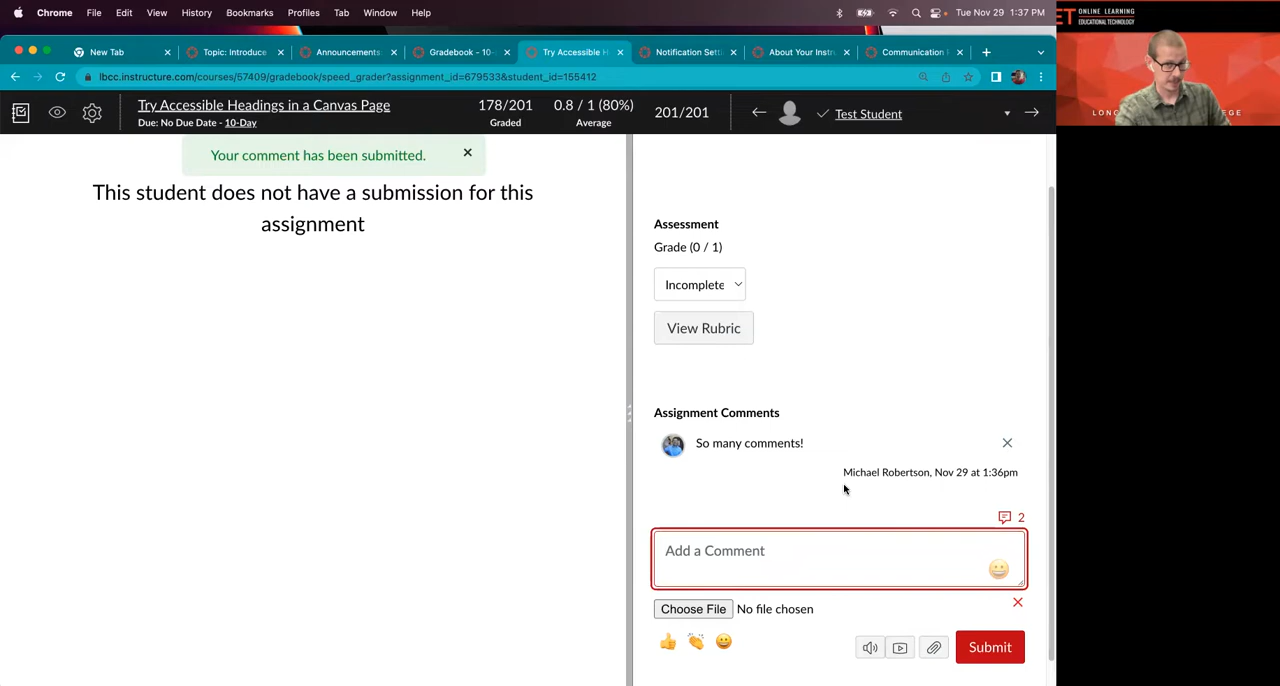 Chrome File Edit View History Bookmarks Profiles Tab Window Help Tue Nov 29 1:37 PM
New Tab Topic: Introduce Announcements Gradebook - 10- Try Accessible H Notification Sett About Your Instr Communication
lbcc.instructure.com/courses/57409/gradebook/speed_grader?assignment_id=679533&student_id=155412
ONLINE LEARNING
EDUCATIONAL TECHNOLOGY
Try Accessible Headings in a Canvas Page
Due: No Due Date - 10-Day
178/201
Graded
0.8 / 1 (80%)
Average
201/201
Test Student
Your comment has been submitted.
This student does not have a submission for this
assignment
Assessment
Grade (0 / 1)
Incomplete
View Rubric
Assignment Comments
So many comments!
Michael Robertson, Nov 29 at 1:36pm
2
Add a Comment
Choose File No file chosen
Submit